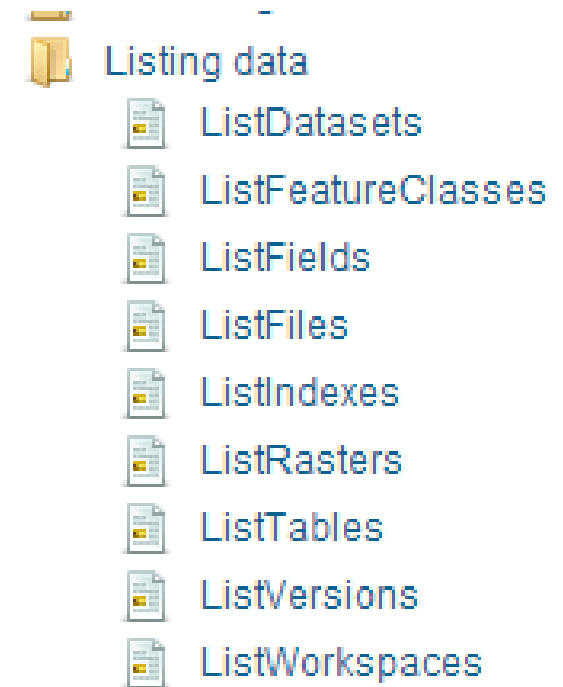 Listing data
ListDatasets
ListFeatureClasses
ListFields
ListFiles
ListIndexes
ListRasters
ListTables
ListVersions
ListWorkspaces